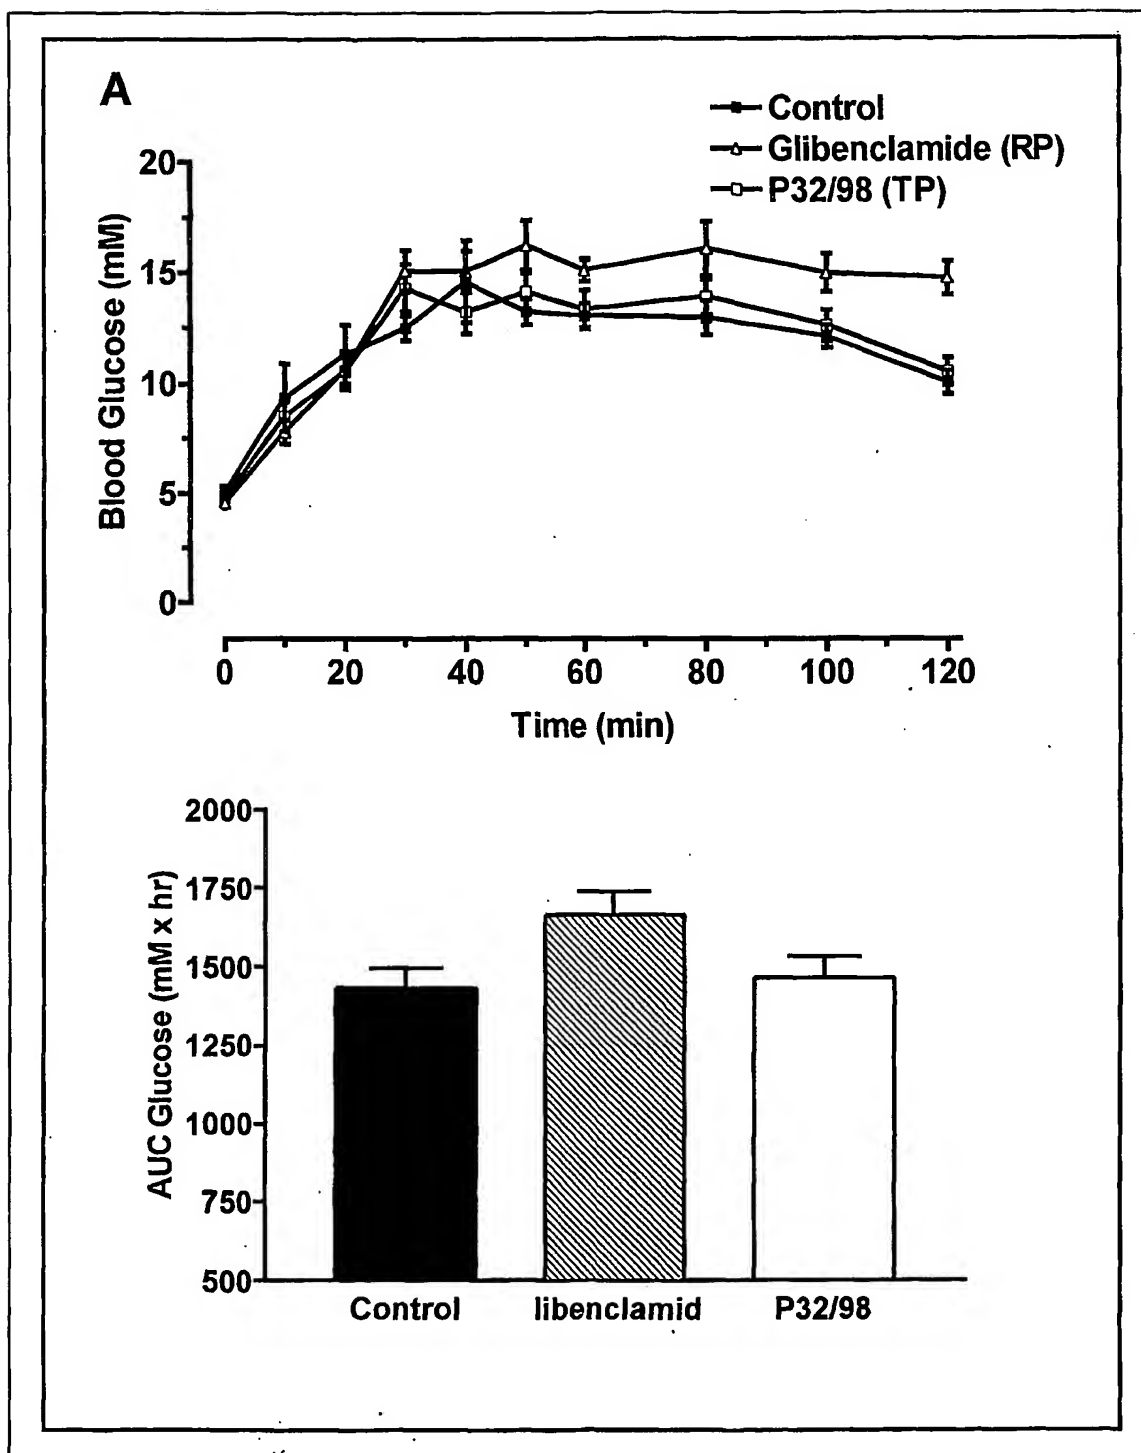 A
Control
Glibenclamide (RP)
P32/98 (TP)
20
15
10
5
0
Blood Glucose (mM)
0 20 40 60 80 100 120
Time (min)
2000
1750
1500
1250
1000
750
500
AUC Glucose (mM x hr)
Control libenclamid P32/98